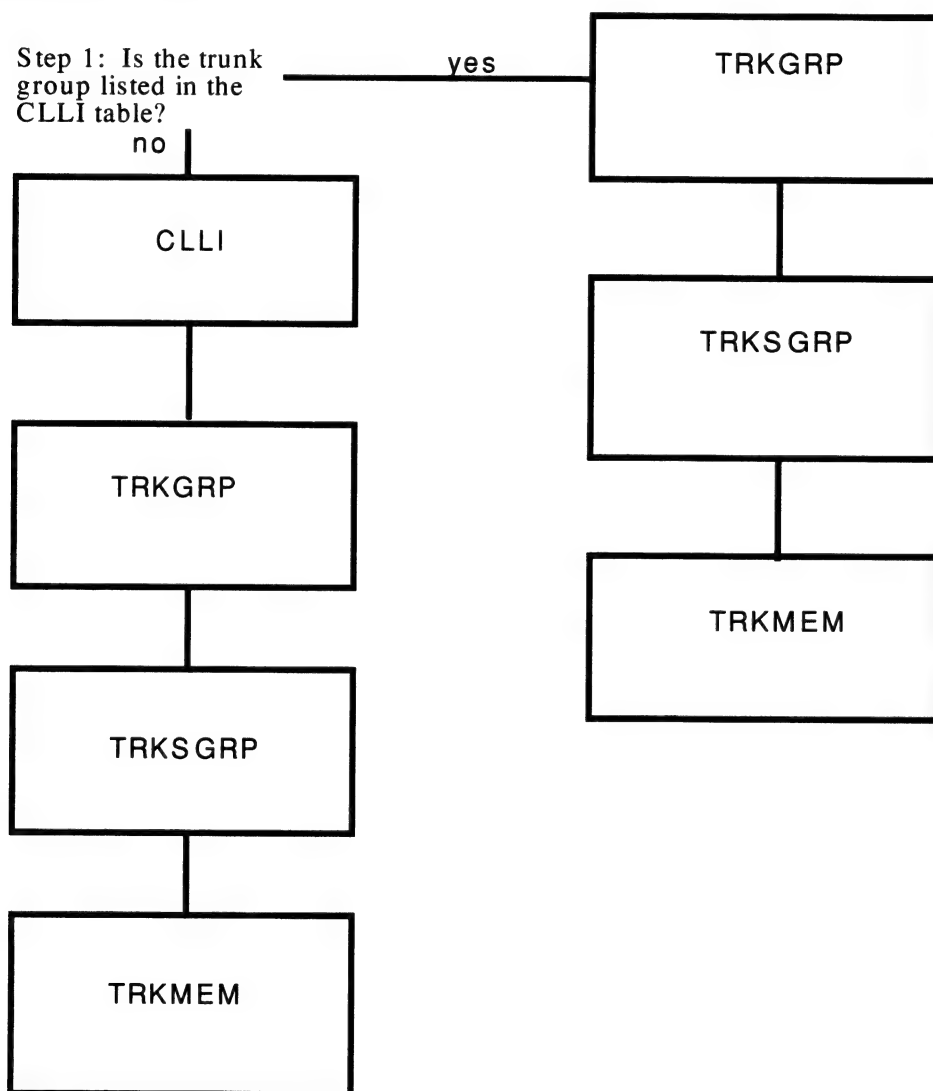 Step 1: Is the trunk
group listed in the
CLLI table?
yes
no
TRKGRP
CLLI
TRKSGRP
TRKGRP
TRKMEM
TRKSGRP
TRKMEM